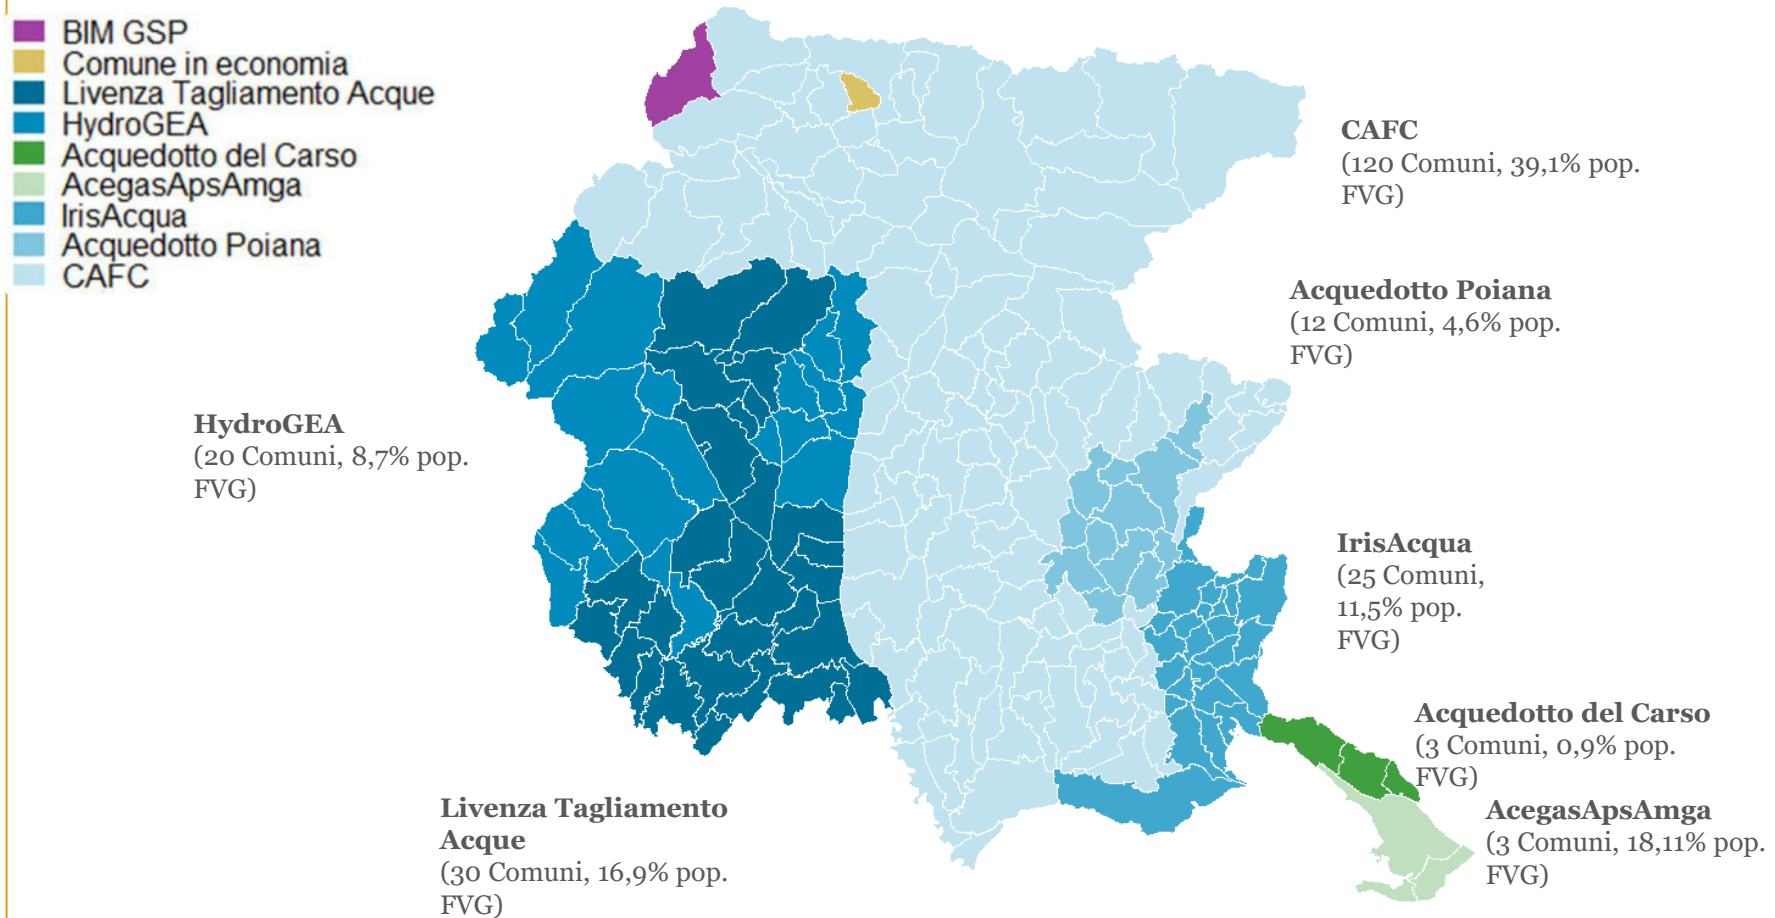 BIM GSP
Comune in economia
Livenza Tagliamento Acque
HydroGEA
Acquedotto del Carso
AcegasApsAmga
IrisAcqua
Acquedotto Poiana
CAFC
CAFC
(120 Comuni, 39,1% pop.
FVG)
Acquedotto Poiana
(12 Comuni, 4,6% pop.
FVG)
HydroGEA
(20 Comuni, 8,7% pop.
FVG)
IrisAcqua
(25 Comuni,
11,5% pop.
FVG)
Acquedotto del Carso
(3 Comuni, 0,9% pop.
FVG)
Livenza Tagliamento
Acque
(30 Comuni, 16,9% pop.
FVG)
AcegasApsAmga
(3 Comuni, 18,11% pop.
FVG)